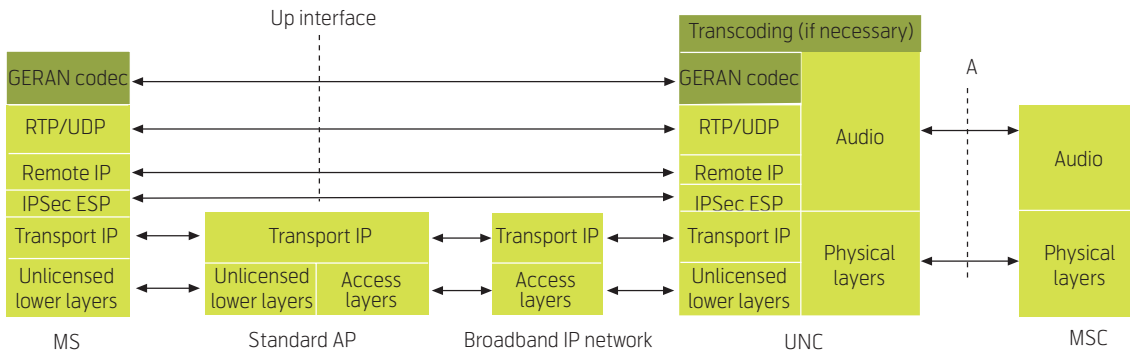 Up interface
Transcoding (if necessary)
GERAN codec
GERAN codec
A
RTP/UDP
RTP/UDP
Audio
Audio
Remote IP
Remote IP
IPSec ESP
IPSec ESP
Transport IP
Transport IP
Transport IP
Transport IP
Physical
layers
Physical
layers
Unlicensed
lower layers
Unlicensed
lower layers
Access
layers
Access
layers
Unlicensed
lower layers
MS
Standard AP
Broadband IP network
UNC
MSC